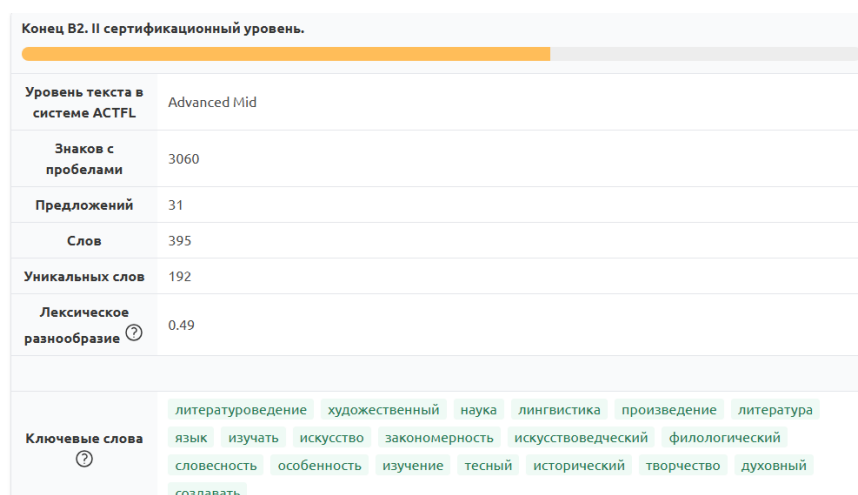 Конец B2. II сертификационный уровень.
Уровень текста в
системе ACTFL
Advanced Mid
Знаков с
пробелами
3060
Предложений 31
Слов 395
Уникальных слов 192
Лексическое
разнообразие ?
0.49
Ключевые слова
?
литературоведение художественный наука лингвистика произведение литература
язык изучать искусство закономерность искусствоведческий филологический
словесность особенность изучение тесный исторический творчество духовный
создавать